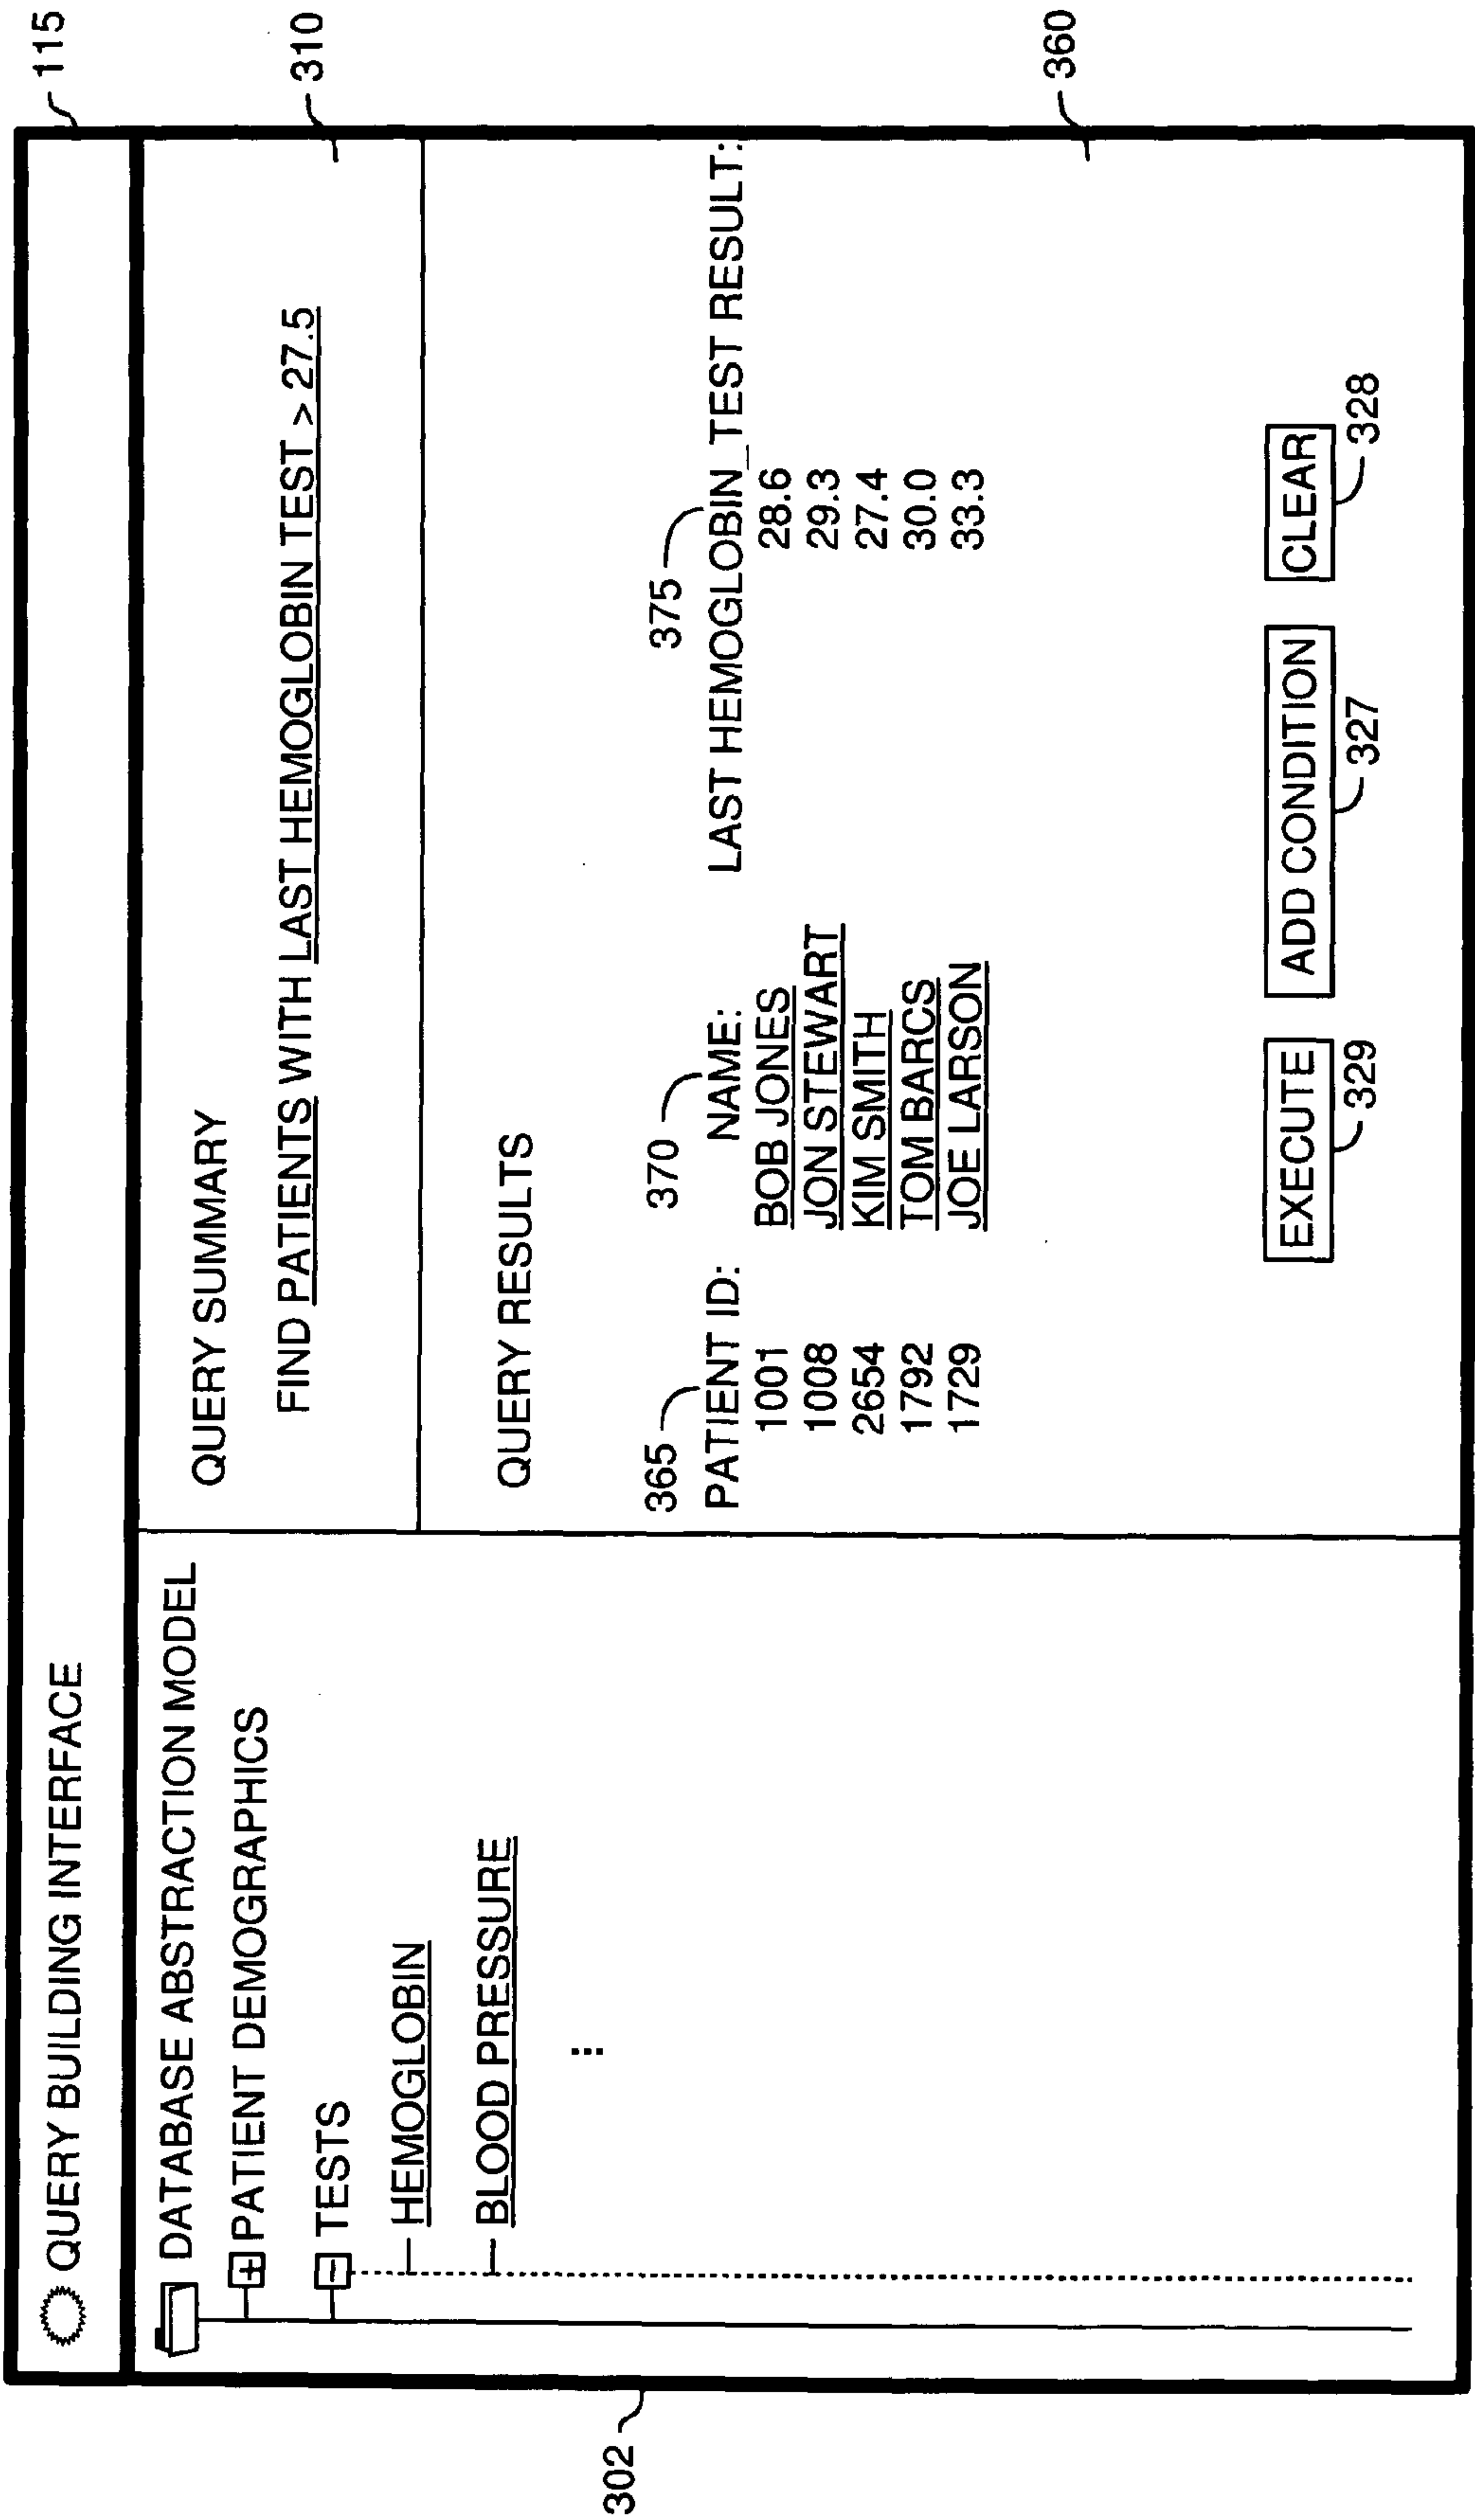 115
QUERY BUILDING INTERFACE
DATABASE ABSTRACTION MODEL
PATIENT DEMOGRAPHICS
TESTS
HEMOGLOBIN
BLOOD PRESSURE
302
310
QUERY SUMMARY
FIND PATIENTS WITH LAST HEMOGLOBIN TEST > 27.5
QUERY RESULTS
365 370 375
PATIENT ID: NAME: LAST HEMOGLOBIN_TEST RESULT:
1001 BOB JONES 28.6
1008 JON STEWART 29.3
2654 KIM SMITH 27.4
1792 TOM BARCS 30.0
1729 JOE LARSON 33.3
360
EXECUTE ADD CONDITION CLEAR
329 327 328